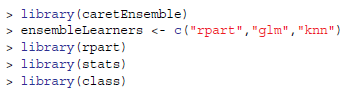 > library(caretEnsemble)
> ensembleLearners <- c("rpart","glm","knn")
> library(rpart)
> library(stats)
> library(class)